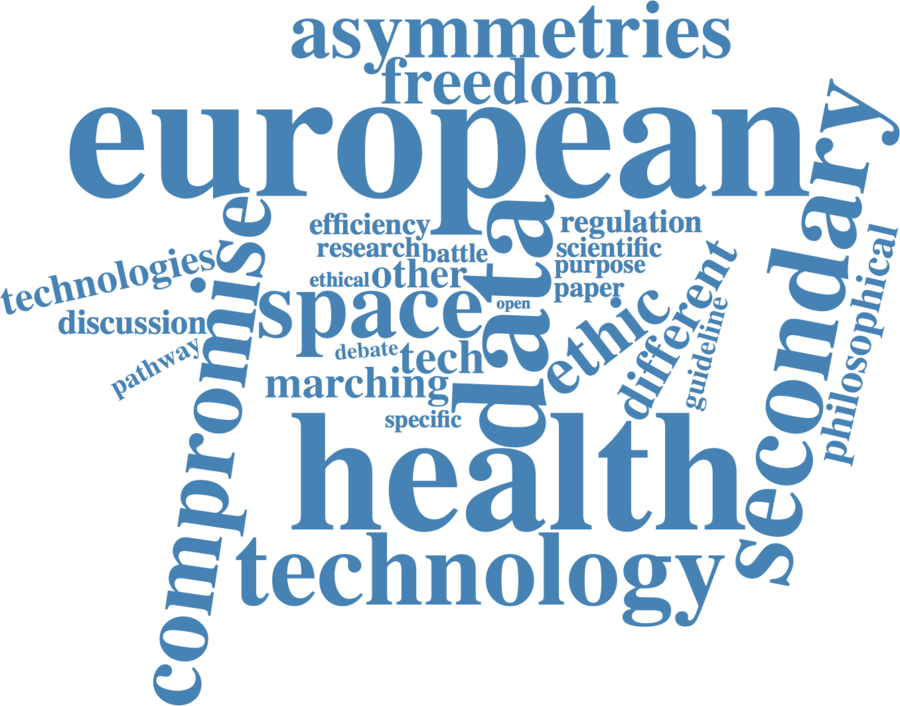 asymmetries
freedom
european
secondary
compromise
data
efficiency
regulation
research
battle
scientific
ethical
other
purpose
technologies
space
open
paper
different
philosophical
discussion
ethic
guideline
pathway
debate
tech
marching
specific
health
technology